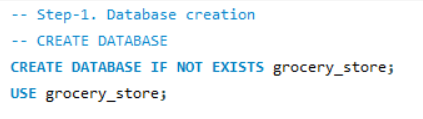 -- Step-1. Database creation
-- CREATE DATABASE
CREATE DATABASE IF NOT EXISTS grocery_store;
USE grocery_store;